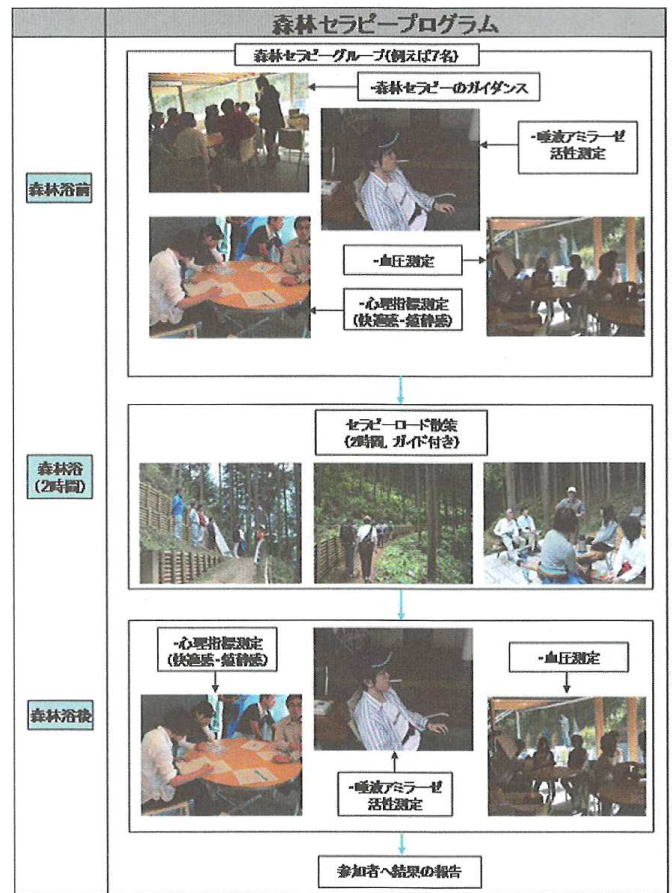 森林セラピープログラム
森林セラピーグループ(例えば7名)
-森林セラピーのガイダンス
-唾液アミラーゼ
活性測定
森林浴前
-血圧測定
-心理指標測定
(快適感-鎮静感)
セラピーロード散策
(2時間, ガイド付き)
森林浴
(2時間)
-心理指標測定
(快適感-鎮静感)
-血圧測定
森林浴後
-唾液アミラーゼ
活性測定
参加者へ結果の報告